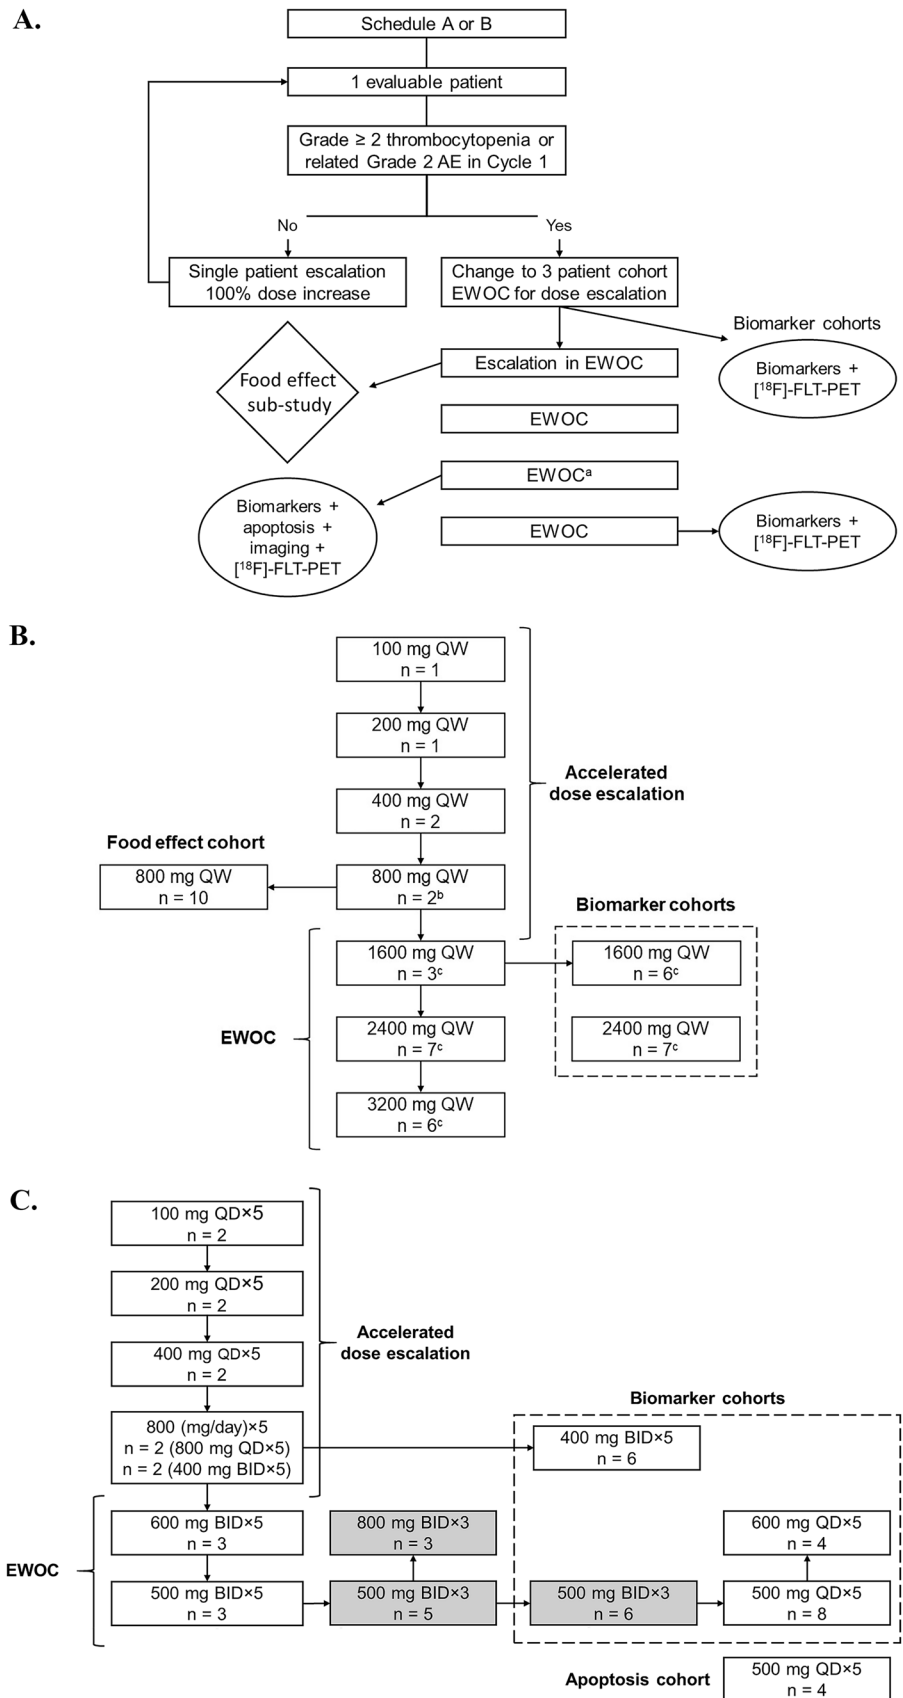 A.
Schedule A or B
1 evaluable patient
Grade ≥ 2 thrombocytopenia or
related Grade 2 AE in Cycle 1
No
Yes
Single patient escalation
100% dose increase
Change to 3 patient cohort
EWOC for dose escalation
Biomarker cohorts
Biomarkers +
[¹⁸F]-FLT-PET
Escalation in EWOC
Food effect
sub-study
EWOC
EWOCᵃ
Biomarkers +
apoptosis +
imaging +
[¹⁸F]-FLT-PET
EWOC
Biomarkers +
[¹⁸F]-FLT-PET
B.
100 mg QW
n = 1
200 mg QW
n = 1
Accelerated
dose escalation
400 mg QW
n = 2
Food effect cohort
800 mg QW
n = 10
800 mg QW
n = 2ᵇ
Biomarker cohorts
1600 mg QW
n = 3ᶜ
1600 mg QW
n = 6ᶜ
EWOC
2400 mg QW
n = 7ᶜ
2400 mg QW
n = 7ᶜ
3200 mg QW
n = 6ᶜ
C.
100 mg QD×5
n = 2
200 mg QD×5
n = 2
Accelerated
dose escalation
400 mg QD×5
n = 2
Biomarker cohorts
800 (mg/day)×5
n = 2 (800 mg QD×5)
n = 2 (400 mg BID×5)
400 mg BID×5
n = 6
EWOC
600 mg BID×5
n = 3
800 mg BID×3
n = 3
600 mg QD×5
n = 4
500 mg BID×5
n = 3
500 mg BID×3
n = 5
500 mg BID×3
n = 6
500 mg QD×5
n = 8
Apoptosis cohort
500 mg QD×5
n = 4